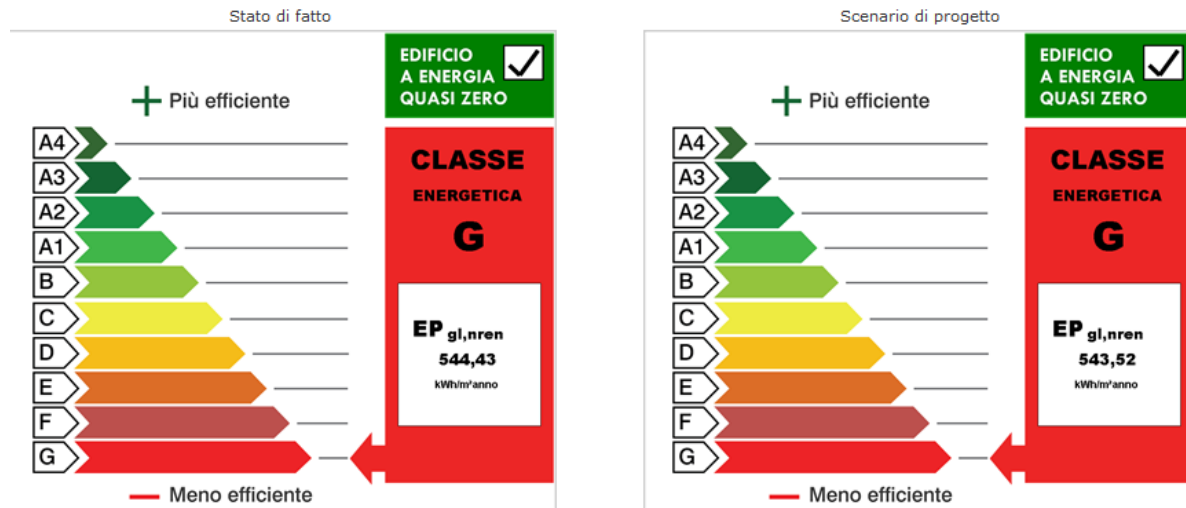 Stato di fatto
EDIFICIO
A ENERGIA
QUASI ZERO
Più efficiente
A4
A3
A2
A1
B
C
D
E
F
G
CLASSE
ENERGETICA
G
EP gl,nren
544,43
kWh/m²anno
Meno efficiente
Scenario di progetto
EDIFICIO
A ENERGIA
QUASI ZERO
Più efficiente
A4
A3
A2
A1
B
C
D
E
F
G
CLASSE
ENERGETICA
G
EP gl,nren
543,52
kWh/m²anno
Meno efficiente